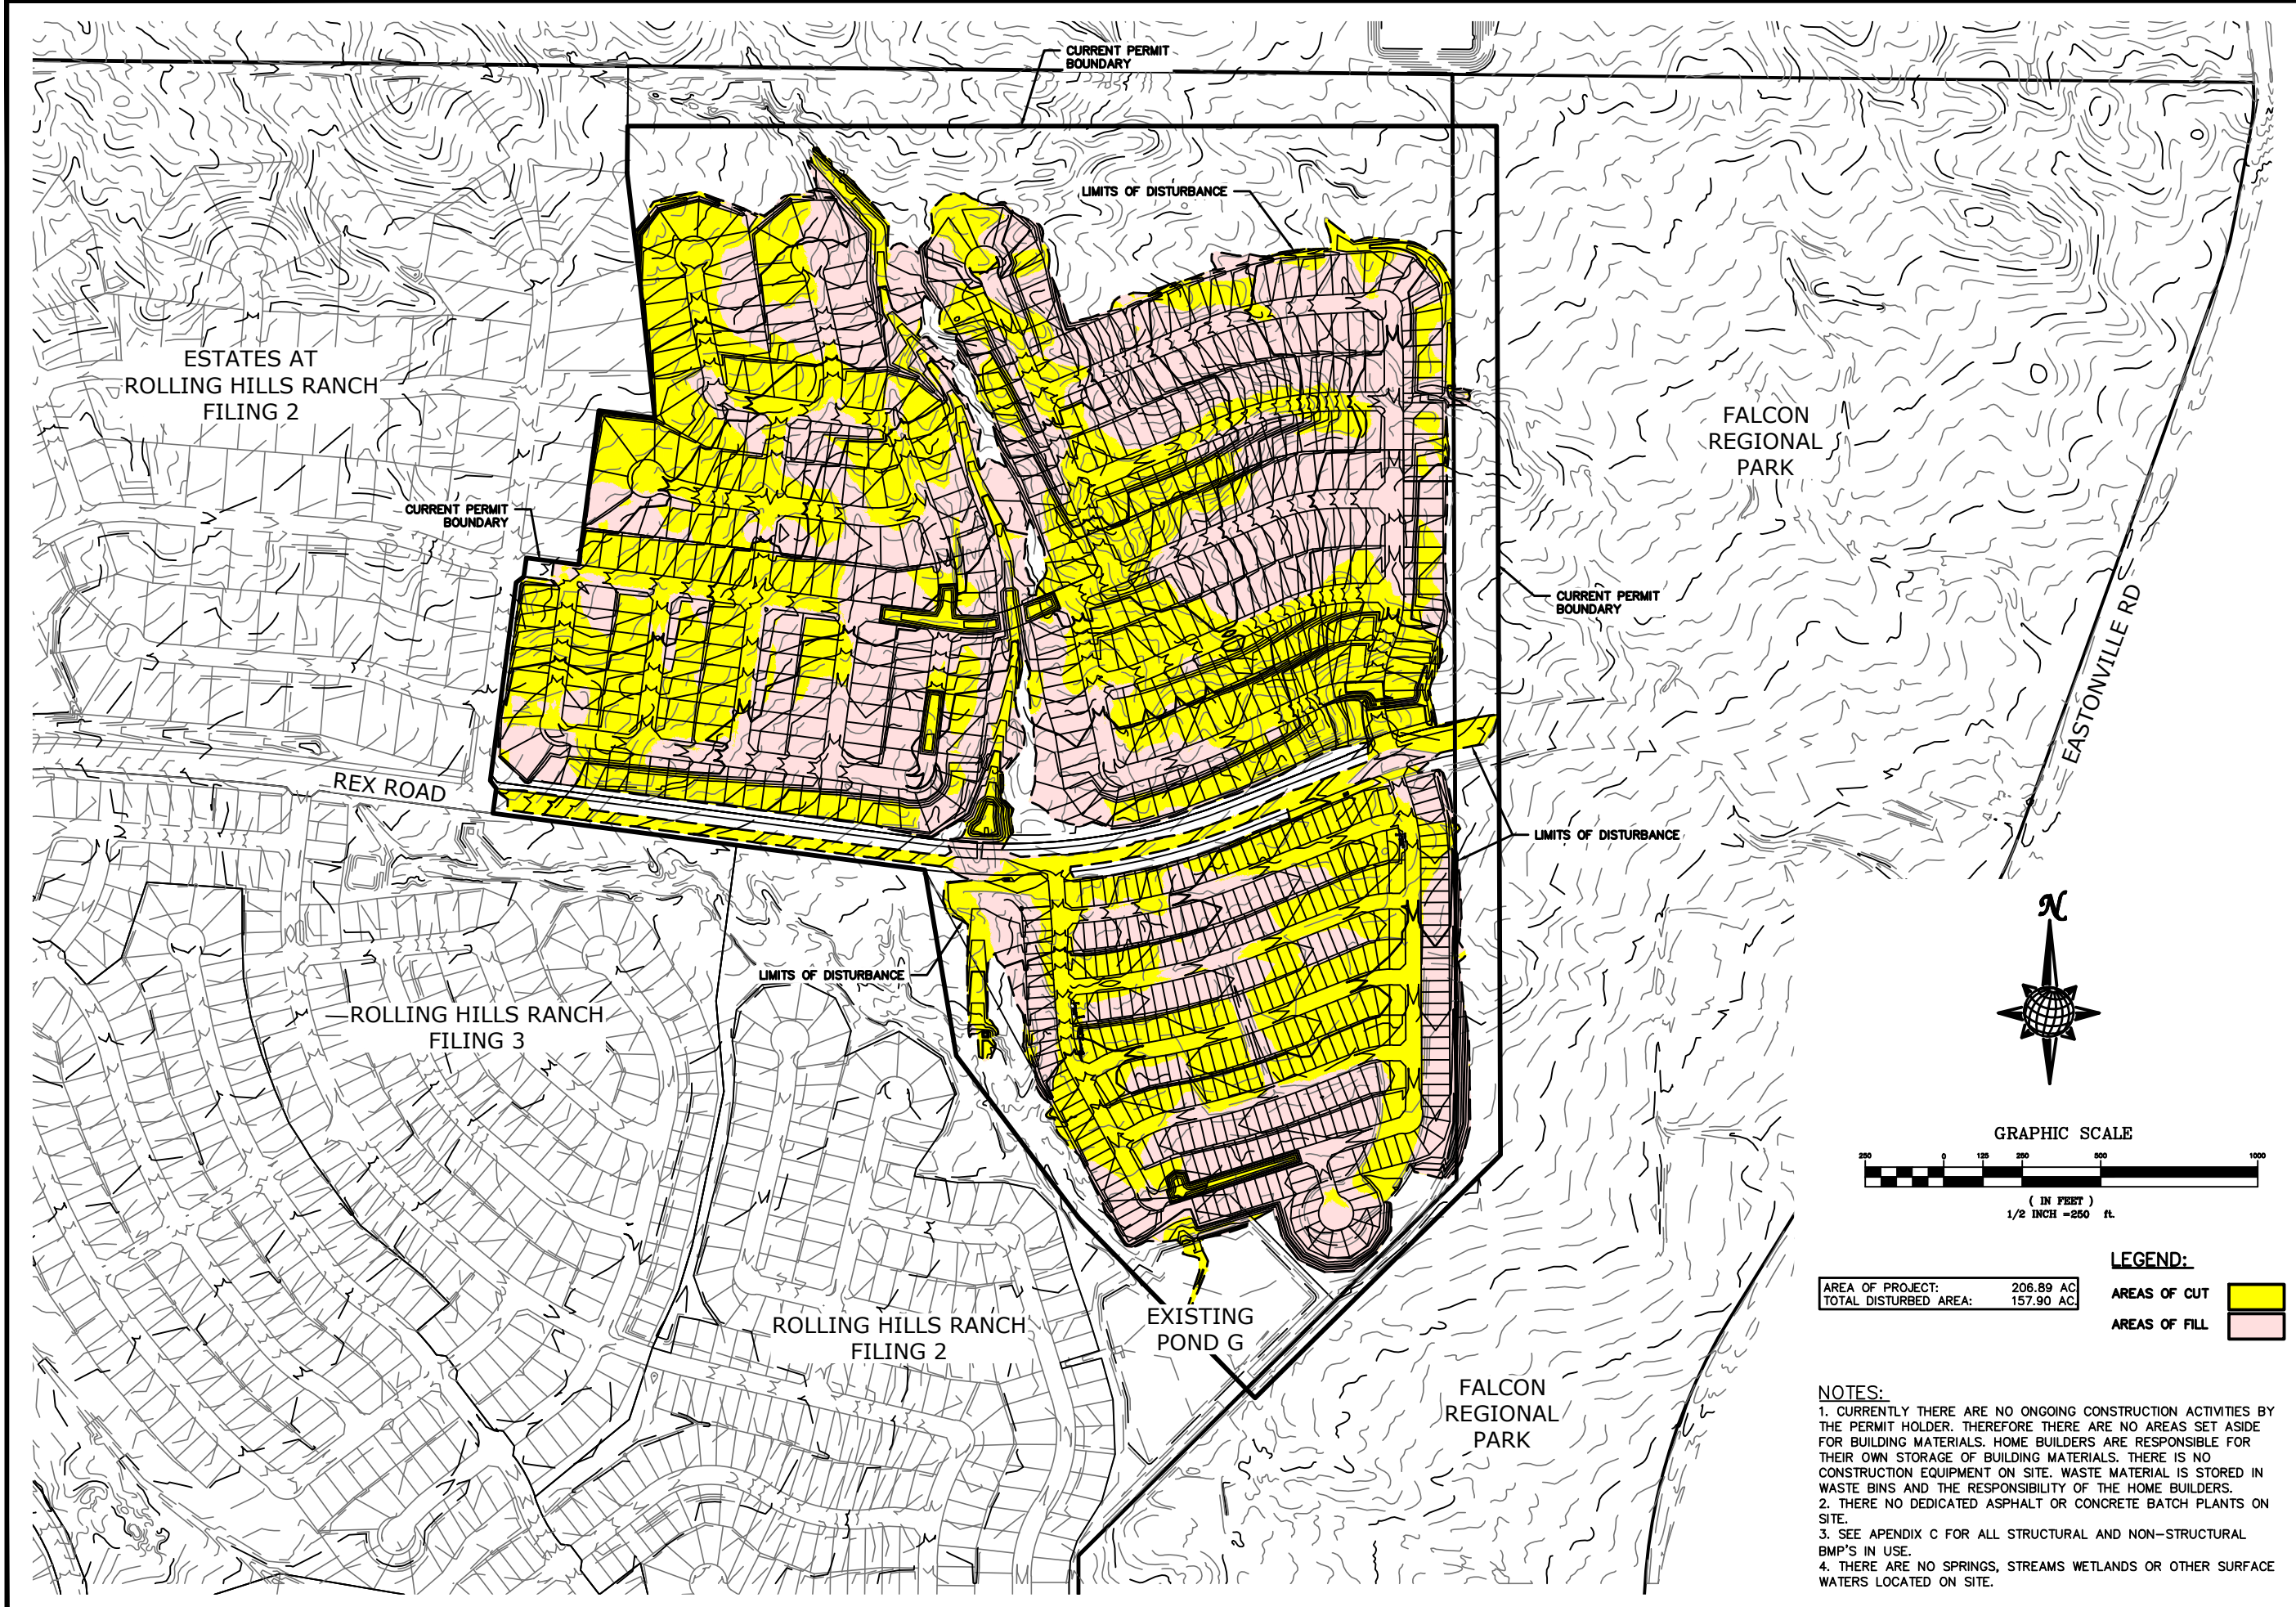 CURRENT PERMIT
BOUNDARY
LIMITS OF DISTURBANCE
ESTATES AT
ROLLING HILLS RANCH
FILING 2
FALCON
REGIONAL
PARK
CURRENT PERMIT
BOUNDARY
CURRENT PERMIT
BOUNDARY
EASTONVILLE RD
REX ROAD
LIMITS OF DISTURBANCE
LIMITS OF DISTURBANCE
ROLLING HILLS RANCH
FILING 3
N
GRAPHIC SCALE
250 0 125 250 500 1000
( IN FEET )
1/2 INCH =250 ft.
LEGEND:
AREA OF PROJECT: 206.89 AC.
TOTAL DISTURBED AREA: 157.90 AC.
AREAS OF CUT
AREAS OF FILL
ROLLING HILLS RANCH
FILING 2
EXISTING
POND G
FALCON
REGIONAL
PARK
NOTES:
1. CURRENTLY THERE ARE NO ONGOING CONSTRUCTION ACTIVITIES BY
THE PERMIT HOLDER. THEREFORE THERE ARE NO AREAS SET ASIDE
FOR BUILDING MATERIALS. HOME BUILDERS ARE RESPONSIBLE FOR
THEIR OWN STORAGE OF BUILDING MATERIALS. THERE IS NO
CONSTRUCTION EQUIPMENT ON SITE. WASTE MATERIAL IS STORED IN
WASTE BINS AND THE RESPONSIBILITY OF THE HOME BUILDERS.
2. THERE NO DEDICATED ASPHALT OR CONCRETE BATCH PLANTS ON
SITE.
3. SEE APENDIX C FOR ALL STRUCTURAL AND NON-STRUCTURAL
BMP'S IN USE.
4. THERE ARE NO SPRINGS, STREAMS WETLANDS OR OTHER SURFACE
WATERS LOCATED ON SITE.